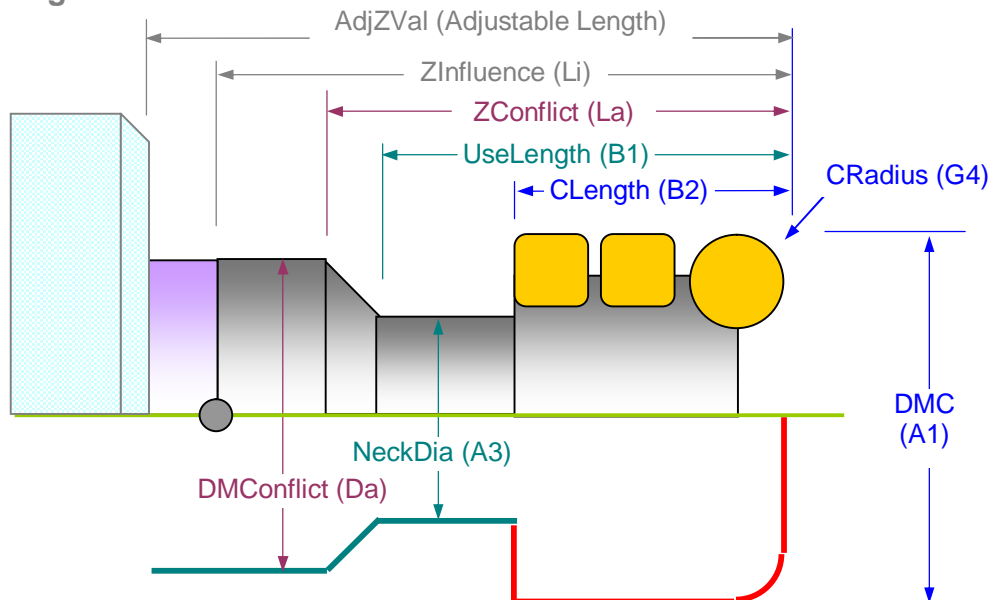 AdjZVal (Adjustable Length)
ZInfluence (Li)
ZConflict (La)
UseLength (B1)
CLength (B2)
CRadius (G4)
DMC
(A1)
NeckDia (A3)
DMConflict (Da)